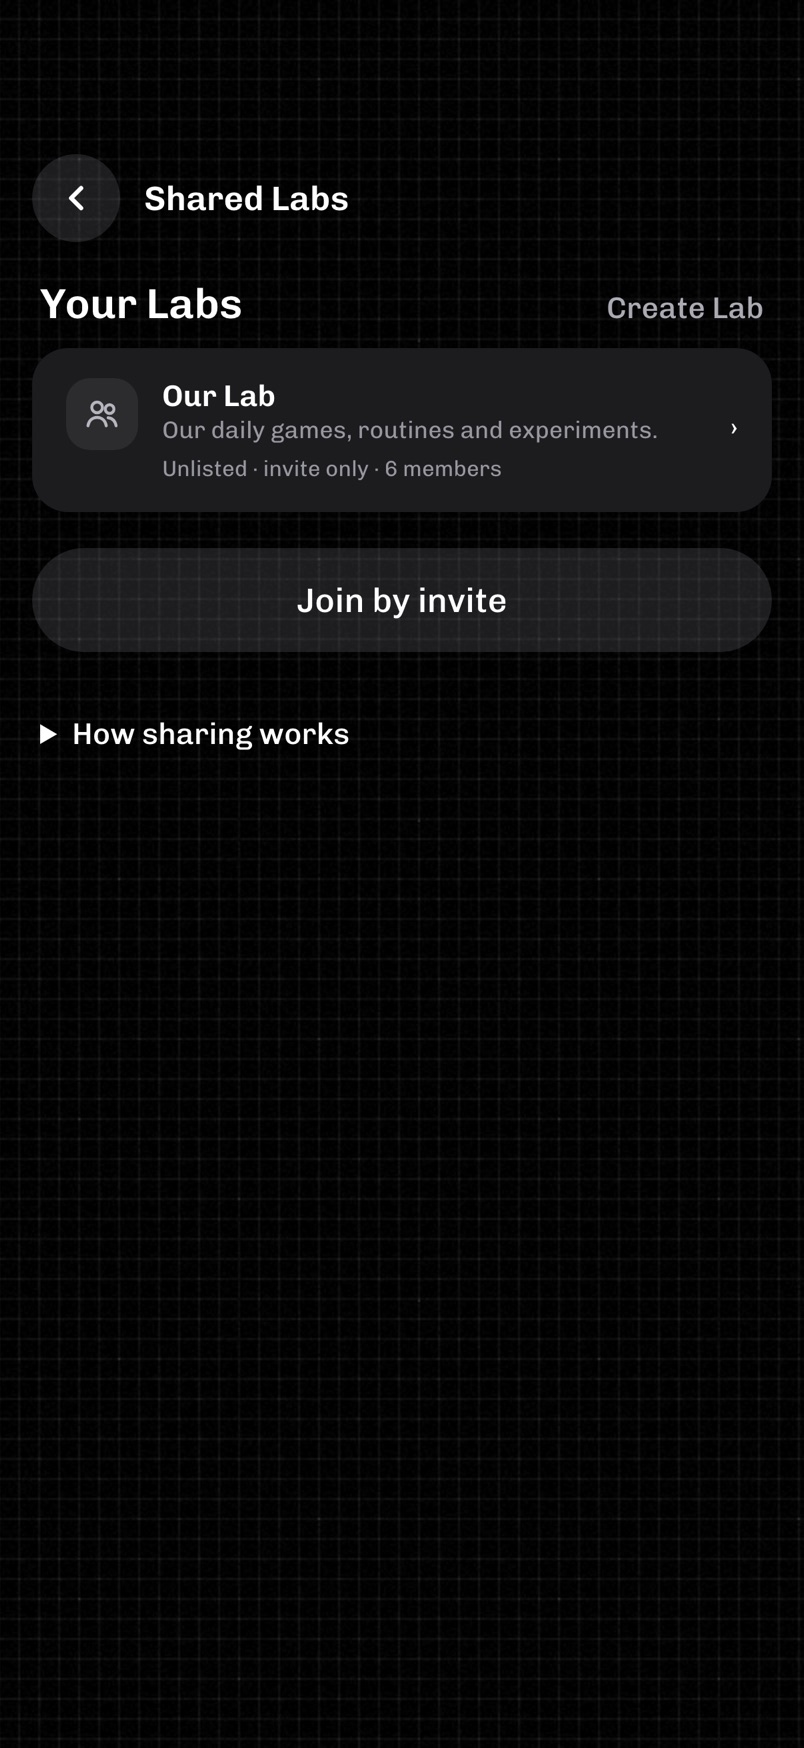 Shared Labs
Your Labs
Create Lab
Our Lab
Our daily games, routines and experiments.
Unlisted · invite only · 6 members
Join by invite
How sharing works